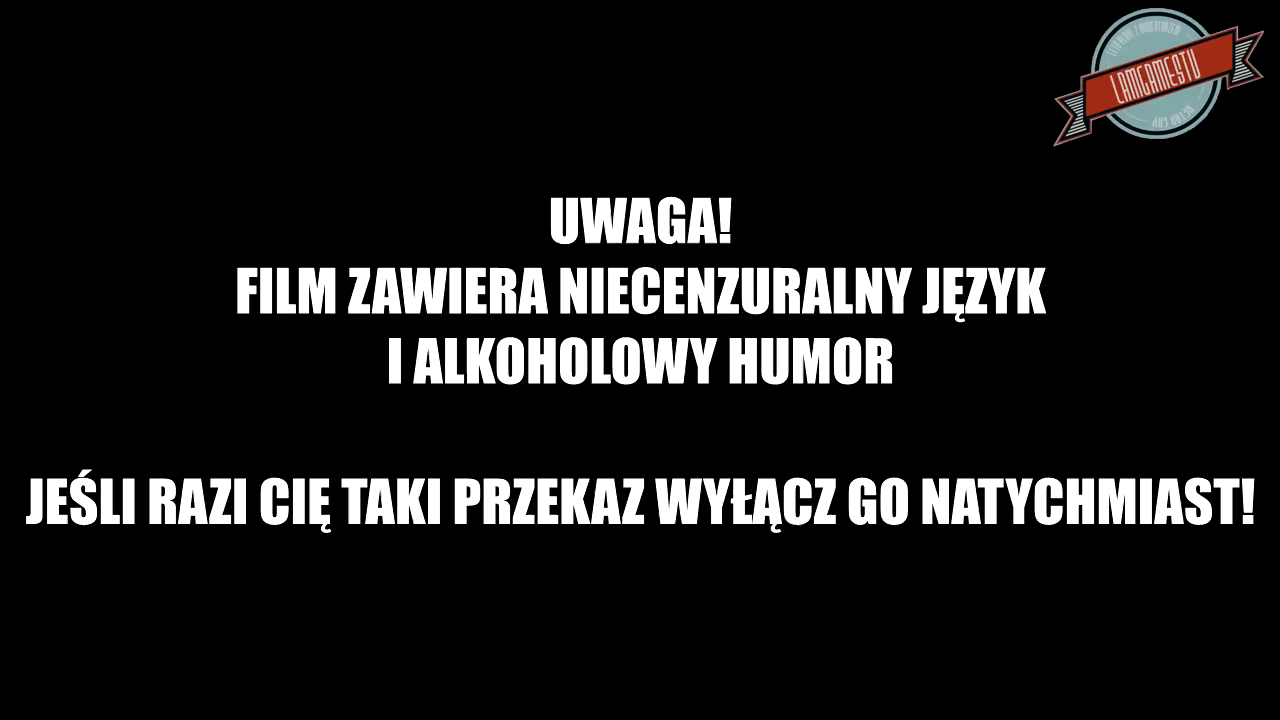 LAMGAMESTV
UWAGA!
FILM ZAWIERA NIECENZURALNY JĘZYK
I ALKOHOLOWY HUMOR
JEŚLI RAZI CIĘ TAKI PRZEKAZ WYŁĄCZ GO NATYCHMIAST!